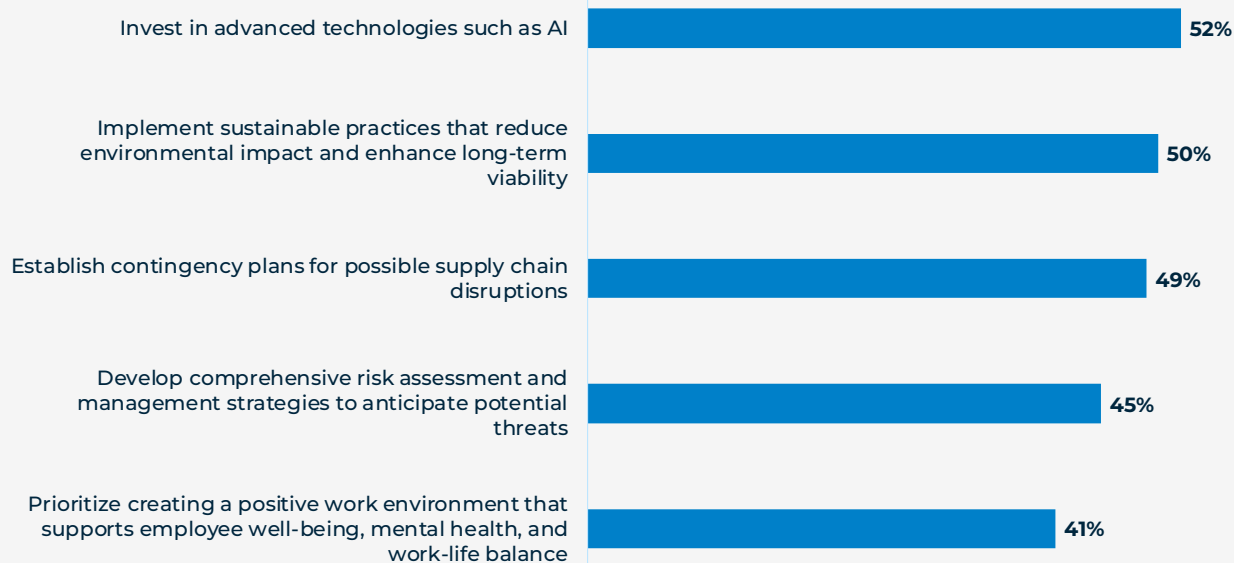 Invest in advanced technologies such as AI
52%
Implement sustainable practices that reduce
environmental impact and enhance long-term
viability
50%
Establish contingency plans for possible supply chain
disruptions
49%
Develop comprehensive risk assessment and
management strategies to anticipate potential
threats
45%
Prioritize creating a positive work environment that
supports employee well-being, mental health, and
work-life balance
41%